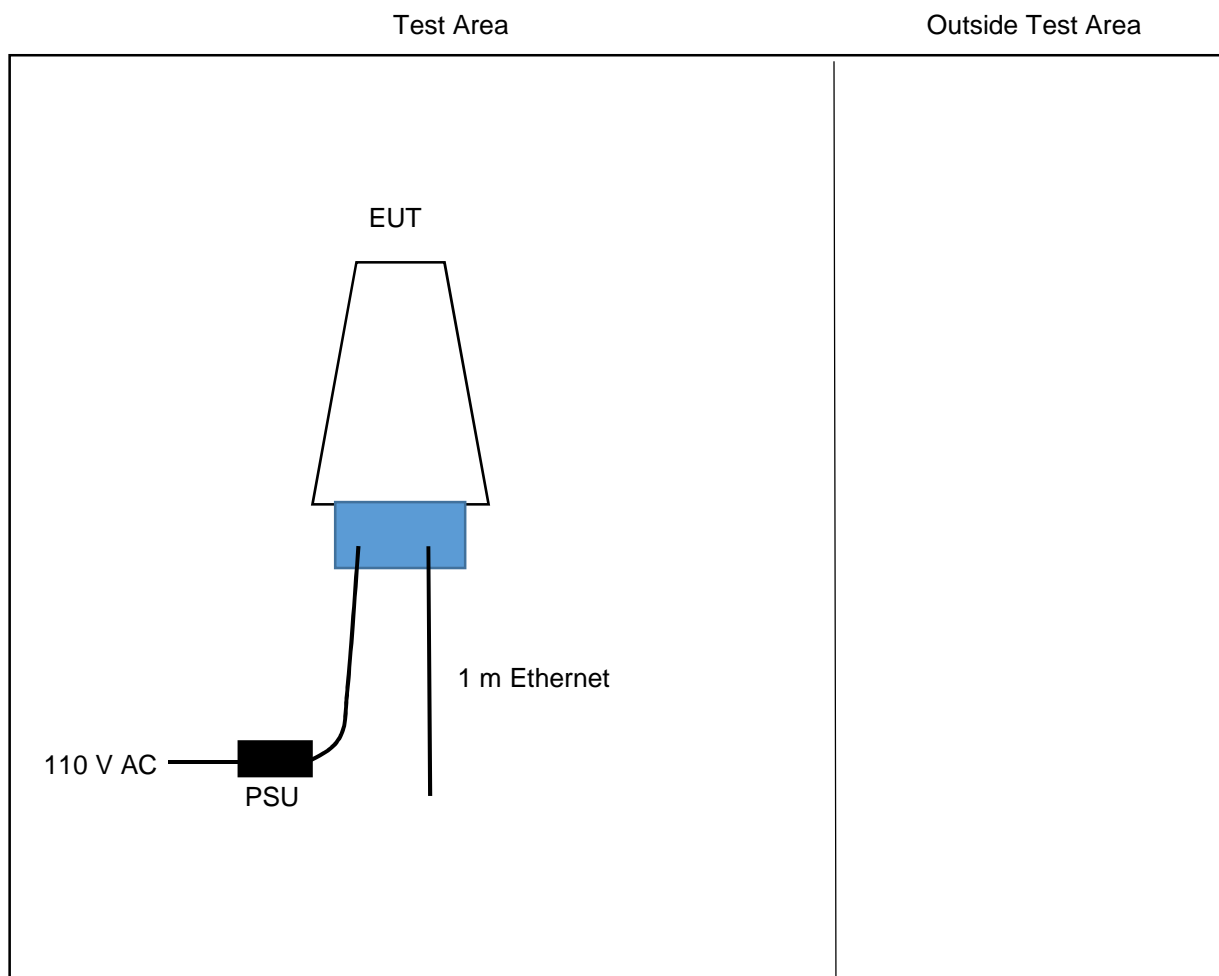 Test Area
Outside Test Area
EUT
1 m Ethernet
110 V AC
PSU